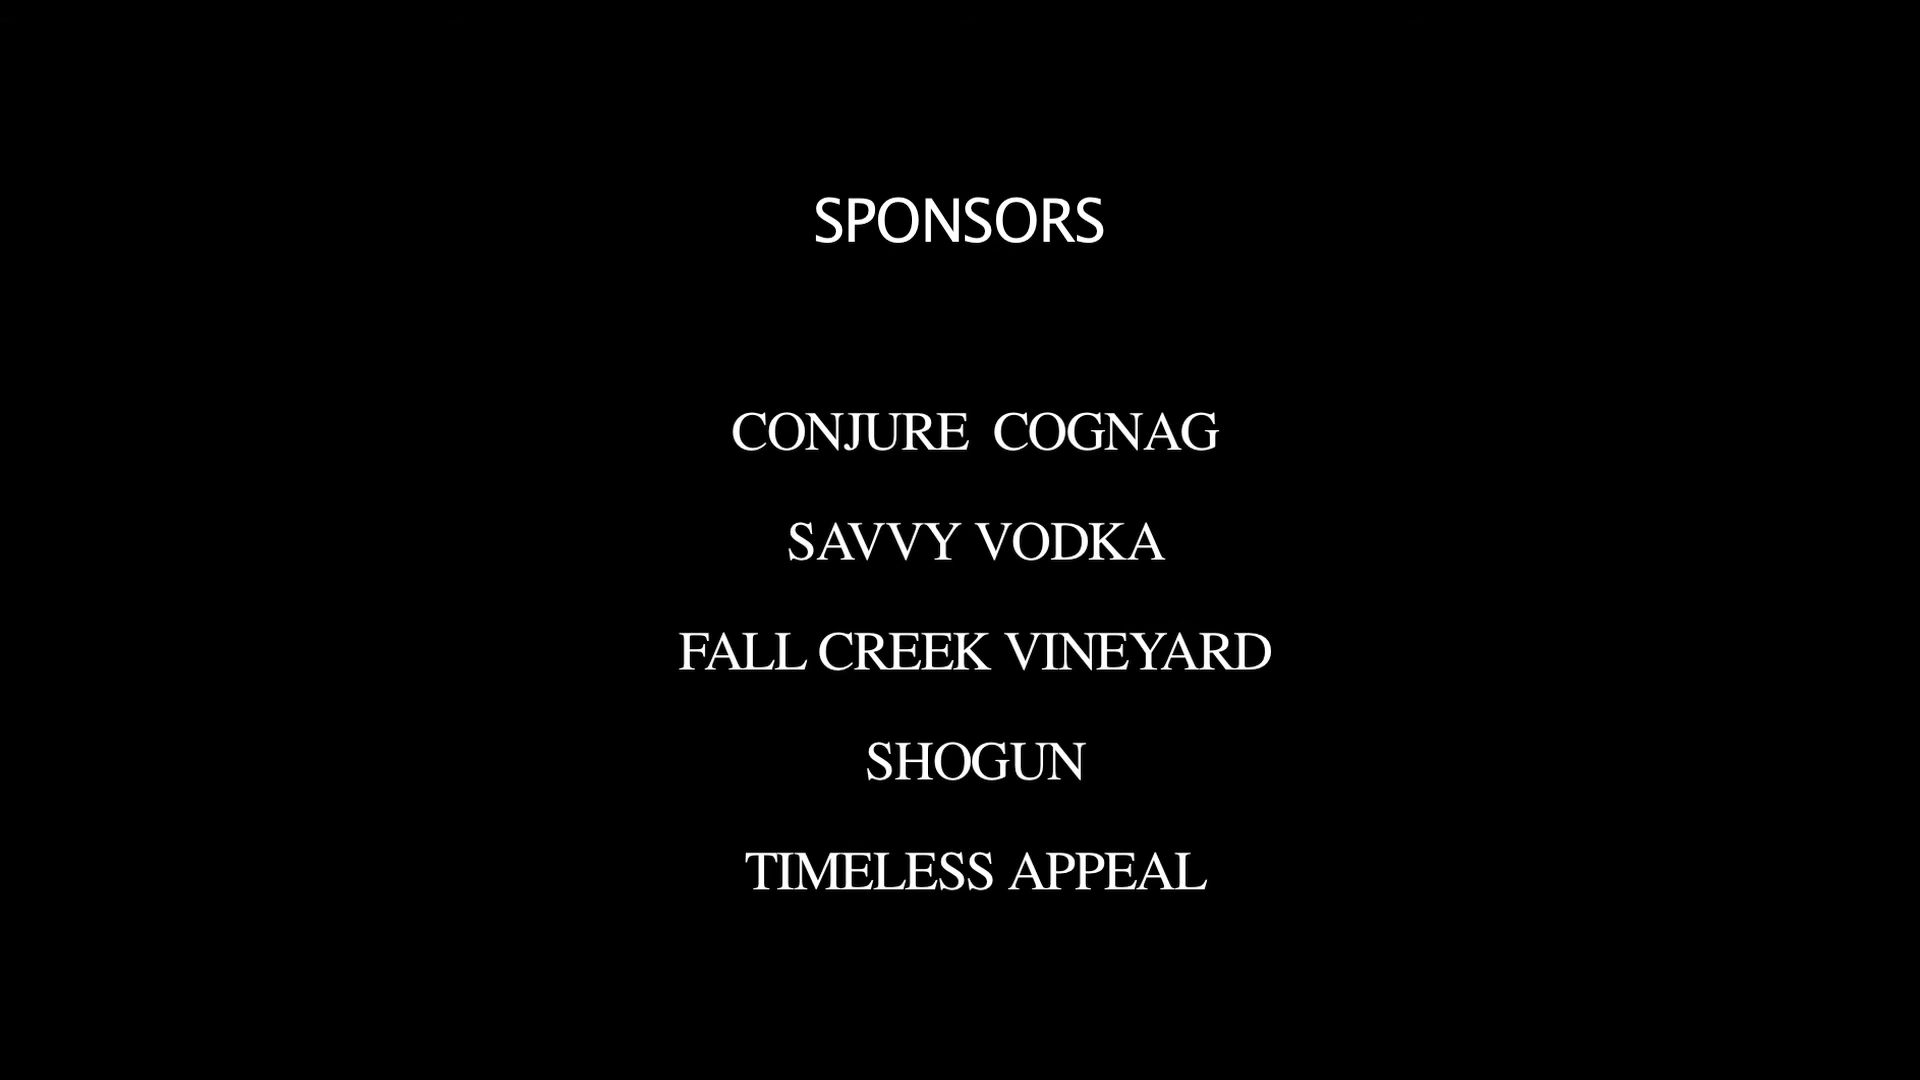 SPONSORS
CONJURE COGNAG
SAVVY VODKA
FALL CREEK VINEYARD
SHOGUN
TIMELESS APPEAL